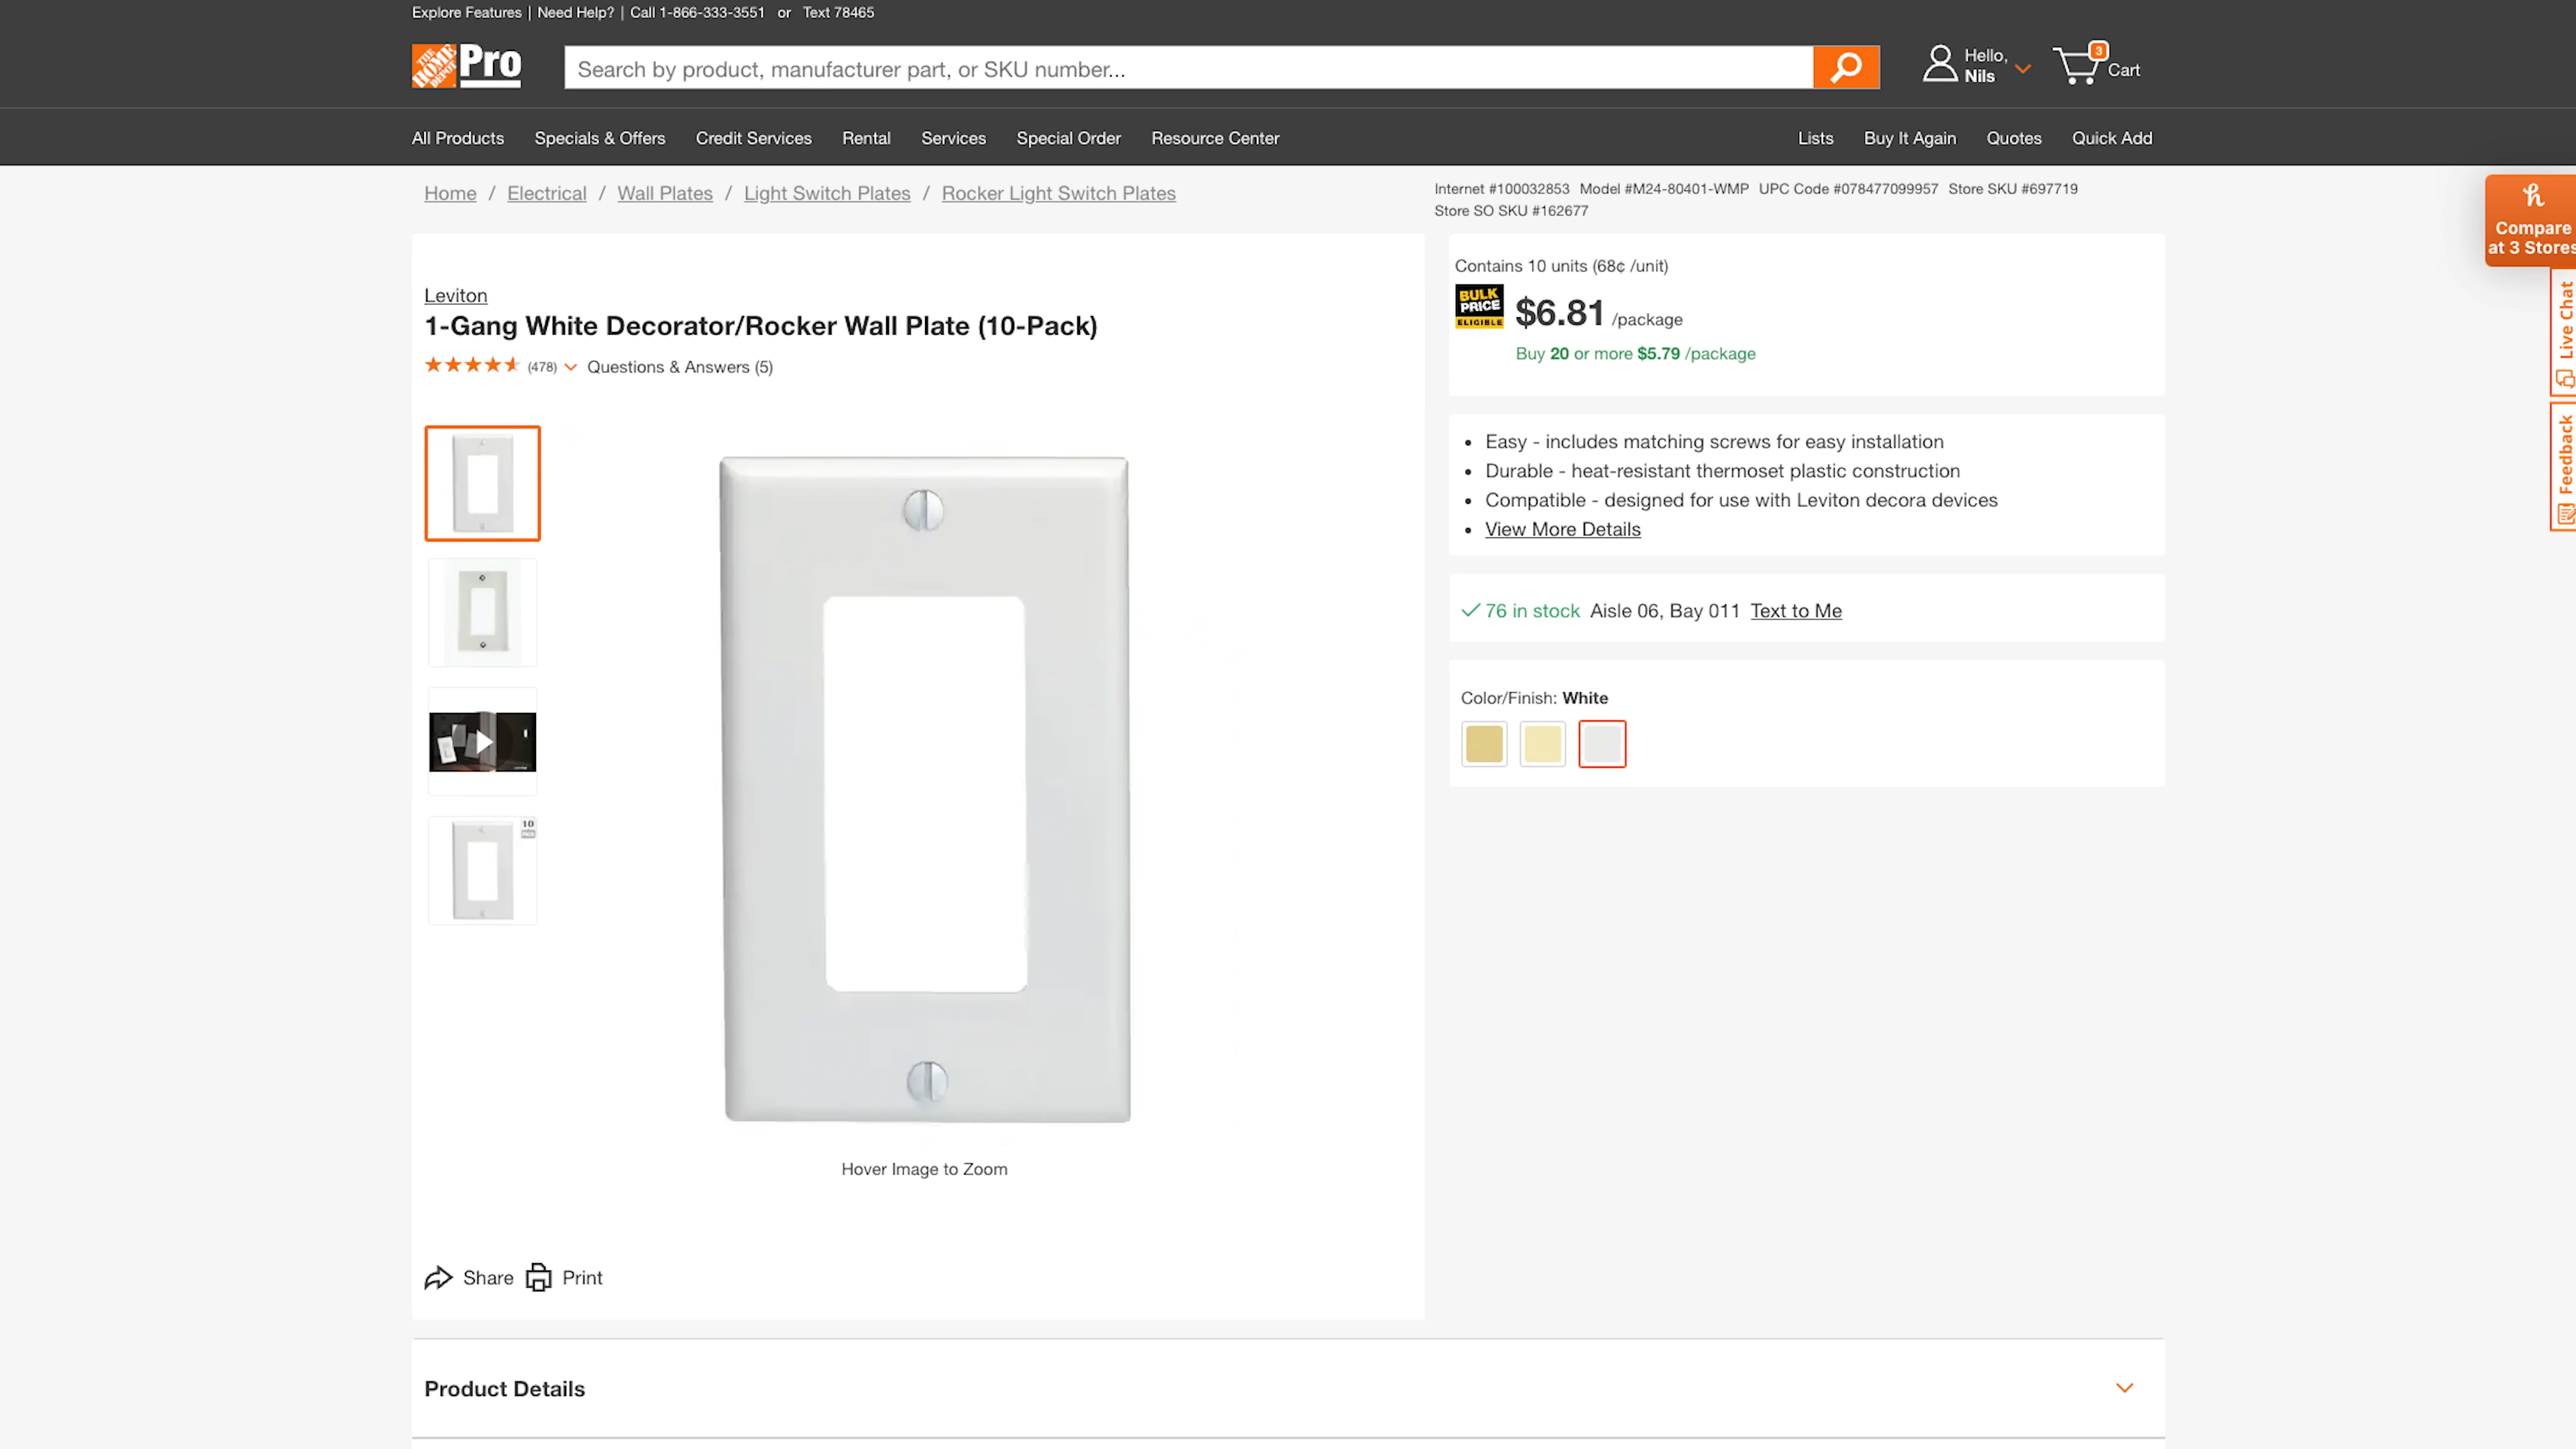 Explore Features | Need Help? | Call 1-866-333-3551 or Text 78465
THE HOME DEPOT Pro
Search by product, manufacturer part, or SKU number...
Hello,
Nils
3
Cart
All Products Specials & Offers Credit Services Rental Services Special Order Resource Center Lists Buy It Again Quotes Quick Add
Home / Electrical / Wall Plates / Light Switch Plates / Rocker Light Switch Plates
Internet #100032853 Model #M24-80401-WMP UPC Code #078477099957 Store SKU #697719
Store SO SKU #162677
Compare
at 3 Stores
Live Chat
Feedback
Leviton
1-Gang White Decorator/Rocker Wall Plate (10-Pack)
(478) Questions & Answers (5)
10
Hover Image to Zoom
Share Print
Contains 10 units (68¢ /unit)
BULK
PRICE
ELIGIBLE
$6.81 /package
Buy 20 or more $5.79 /package
• Easy - includes matching screws for easy installation
• Durable - heat-resistant thermoset plastic construction
• Compatible - designed for use with Leviton decora devices
• View More Details
76 in stock Aisle 06, Bay 011 Text to Me
Color/Finish: White
Product Details